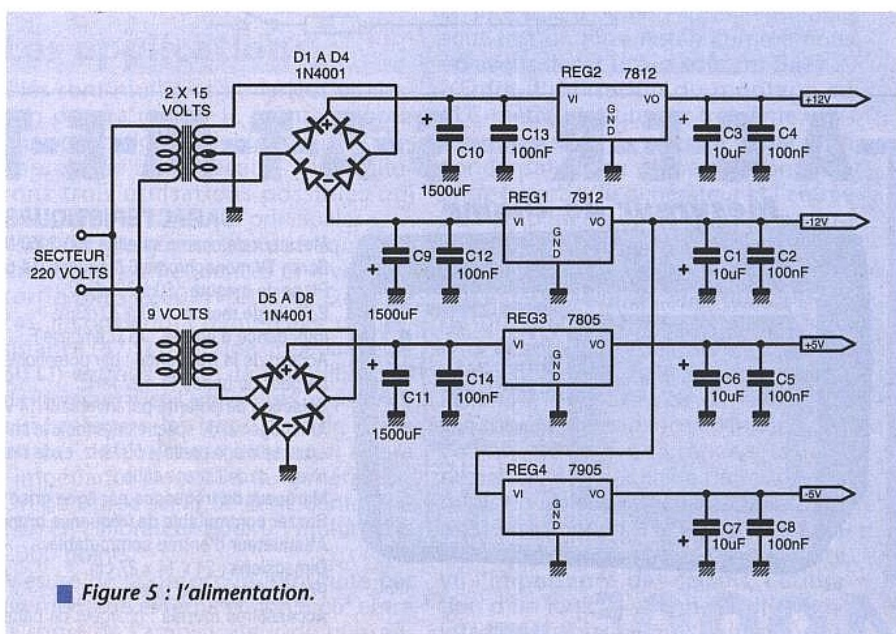 D1 A D4
1N4001
2 X 15
VOLTS
REG2 7812
VI VO
GND
+12V
C10
1500uF
C13
100nF
C3
10uF
C4
100nF
REG1 7912
VI VO
GND
-12V
C9
1500uF
C12
100nF
C1
10uF
C2
100nF
SECTEUR
220 VOLTS
9 VOLTS
D5 A D8
1N4001
REG3 7805
VI VO
GND
+5V
C11
1500uF
C14
100nF
C6
10uF
C5
100nF
REG4 7905
VI VO
GND
-5V
C7
10uF
C8
100nF
Figure 5 : l'alimentation.